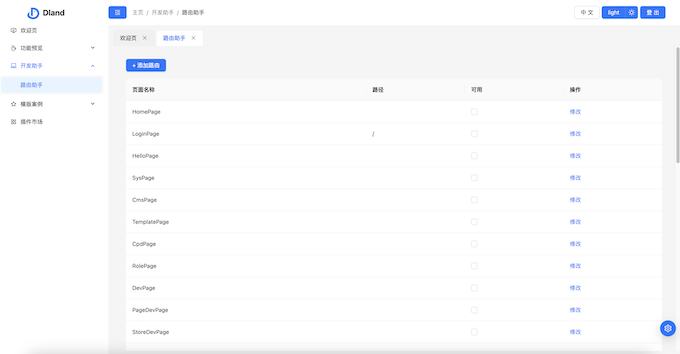 Dland
主页 / 开发助手 / 路由助手
中 文
light
登 出
欢迎页
功能预览
开发助手
路由助手
模版案例
插件市场
欢迎页 ×
路由助手 ×
+ 添加路由
页面名称 路径 可用 操作
HomePage 修改
LoginPage / 修改
HelloPage 修改
SysPage 修改
CmsPage 修改
TemplatePage 修改
CpdPage 修改
RolePage 修改
DevPage 修改
PageDevPage 修改
StoreDevPage 修改